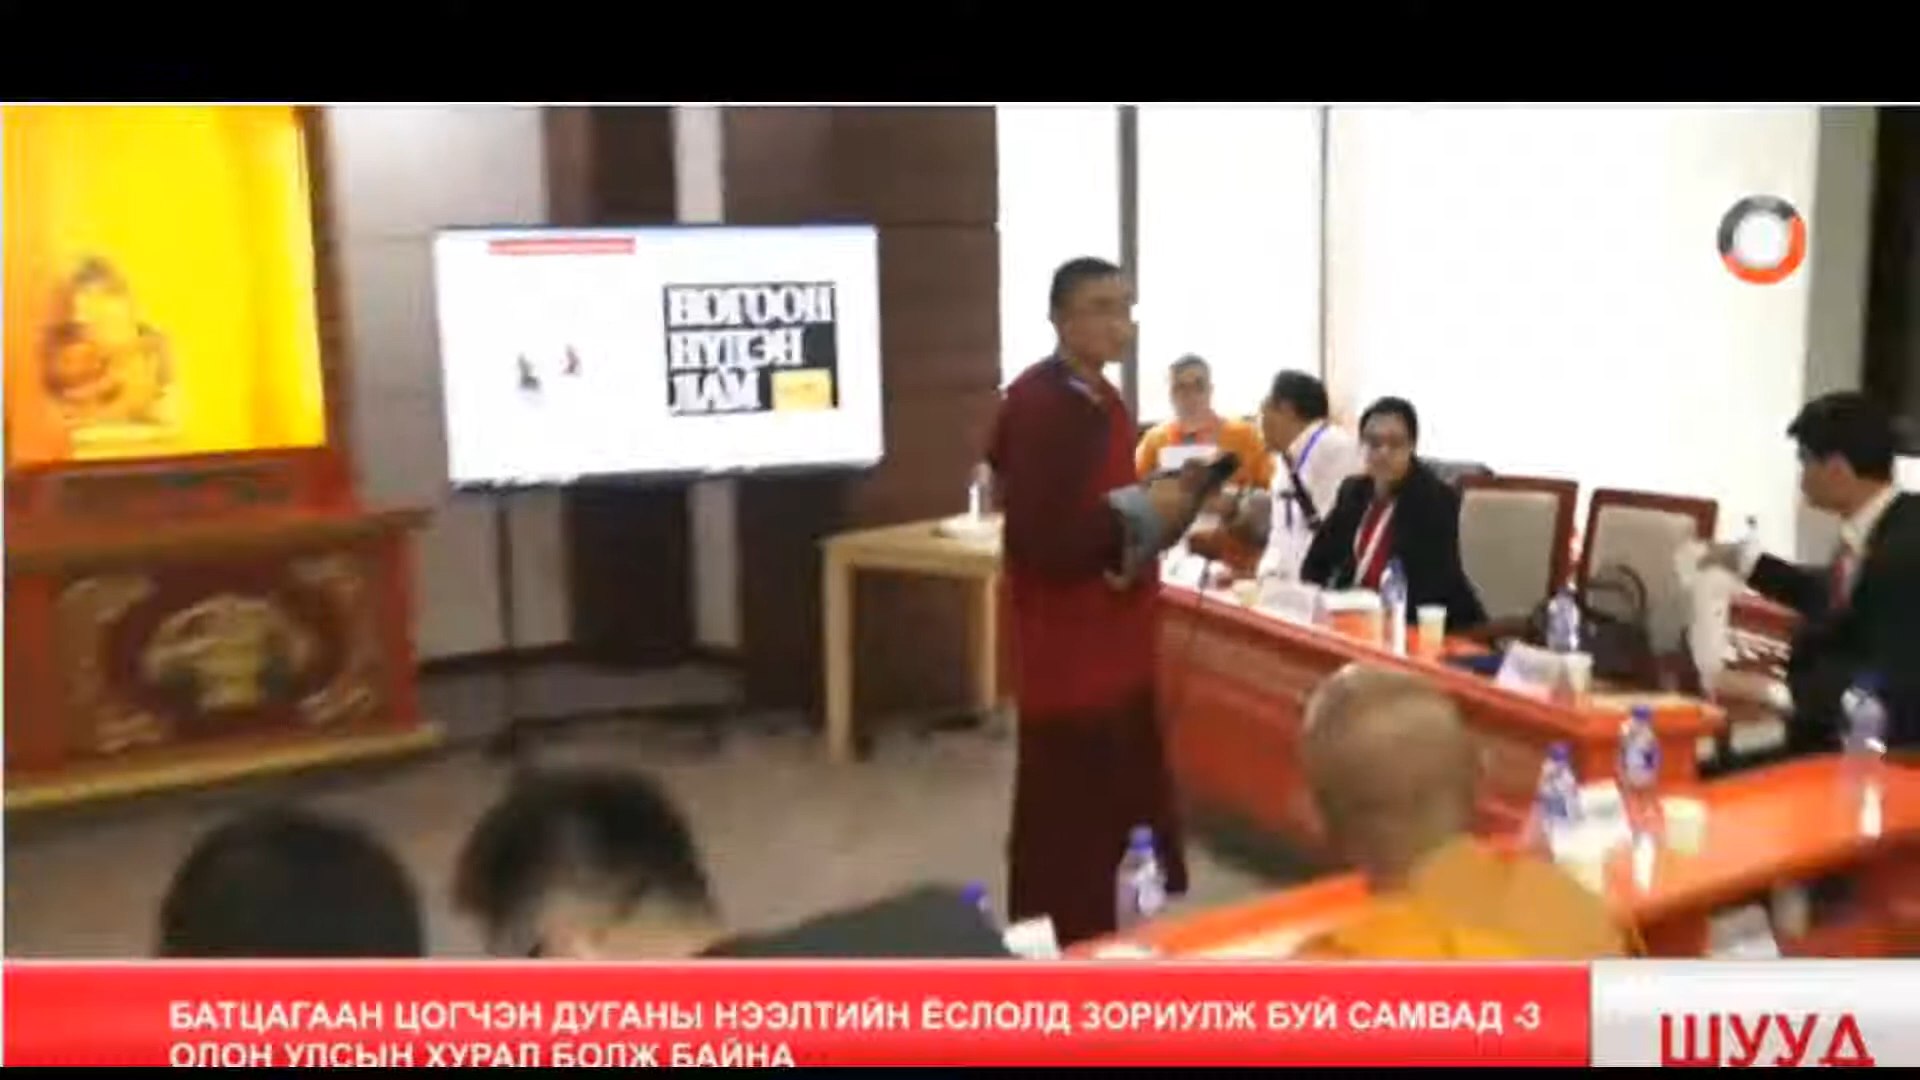 НОГООН
НҮДЭН
ЛАМ
БАТЦАГААН ЦОГЧЭН ДУГАНЫ НЭЭЛТИЙН ЁСЛОЛД ЗОРИУЛЖ БУЙ САМВАД -3
ОЛОН УЛСЫН ХУРАЛ БОЛЖ БАЙНА
ШУУД